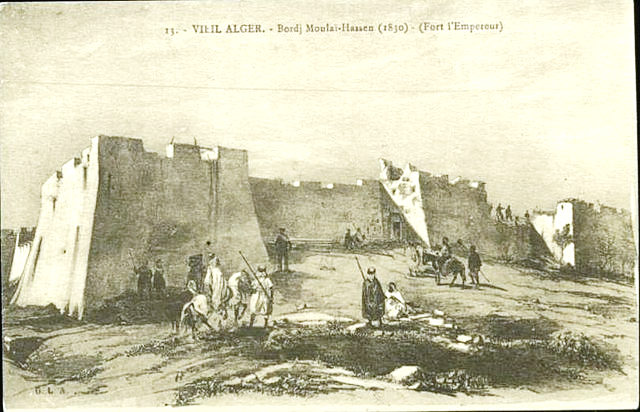 13. - VIEIL ALGER. - Bordj Moulaï-Hassen (1830) - (Fort l'Empereur)
G. L. A.